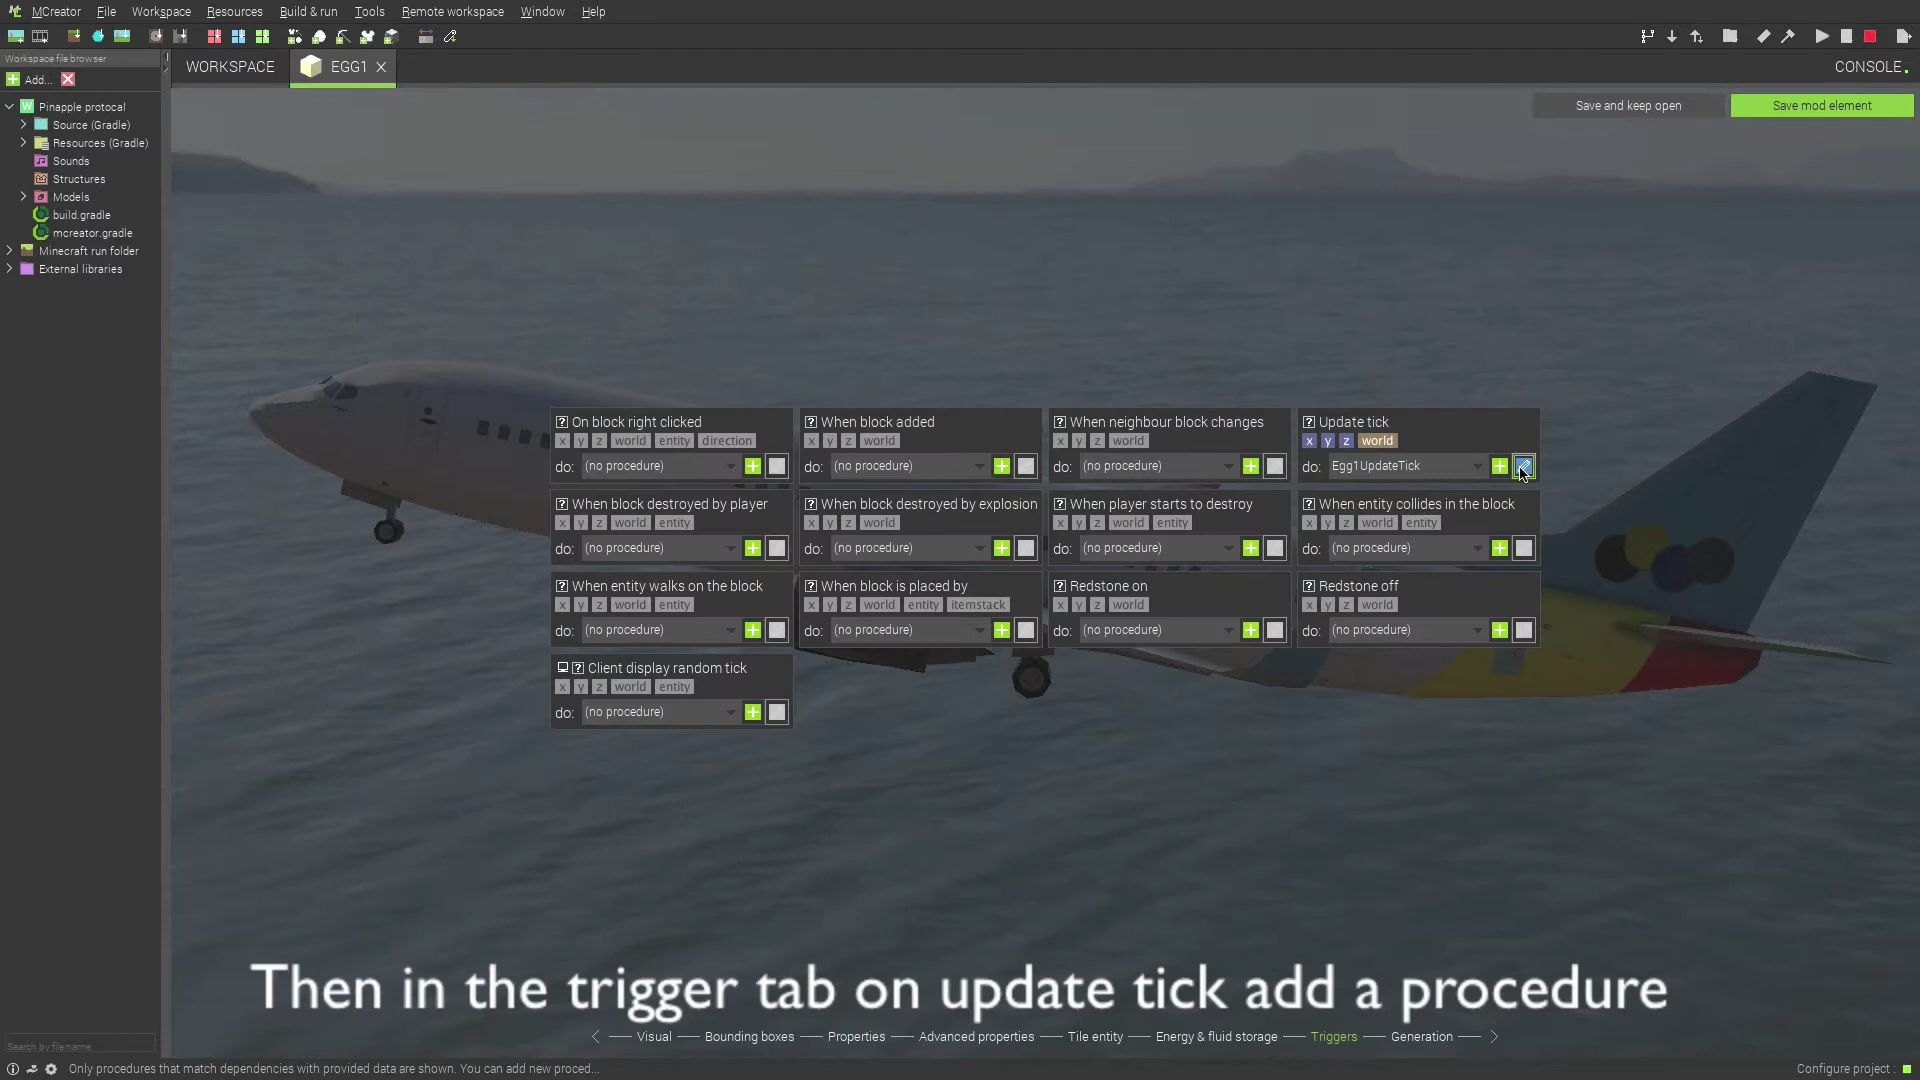 MCreator File Workspace Resources Build & run Tools Remote workspace Window Help
Workspace file browser
Add...
WORKSPACE EGG1 CONSOLE
Save and keep open Save mod element
Pinapple protocal
Source (Gradle)
Resources (Gradle)
Sounds
Structures
Models
build.gradle
mcreator.gradle
Minecraft run folder
External libraries
On block right clicked
x y z world entity direction
do: (no procedure)
When block added
x y z world
do: (no procedure)
When neighbour block changes
x y z world
do: (no procedure)
Update tick
x y z world
do: Egg1UpdateTick
When block destroyed by player
x y z world entity
do: (no procedure)
When block destroyed by explosion
x y z world
do: (no procedure)
When player starts to destroy
x y z world entity
do: (no procedure)
When entity collides in the block
x y z world entity
do: (no procedure)
When entity walks on the block
x y z world entity
do: (no procedure)
When block is placed by
x y z world entity itemstack
do: (no procedure)
Redstone on
x y z world
do: (no procedure)
Redstone off
x y z world
do: (no procedure)
Client display random tick
x y z world entity
do: (no procedure)
Then in the trigger tab on update tick add a procedure
Visual Bounding boxes Properties Advanced properties Tile entity Energy & fluid storage Triggers Generation
Search by file name
Only procedures that match dependencies with provided data are shown. You can add new proced...
Configure project :